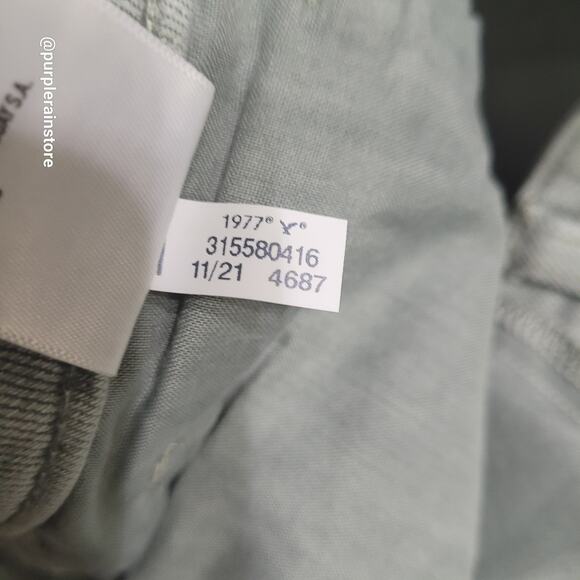 @purplerainstore
S.A.
1977®
315580416
11/21 4687